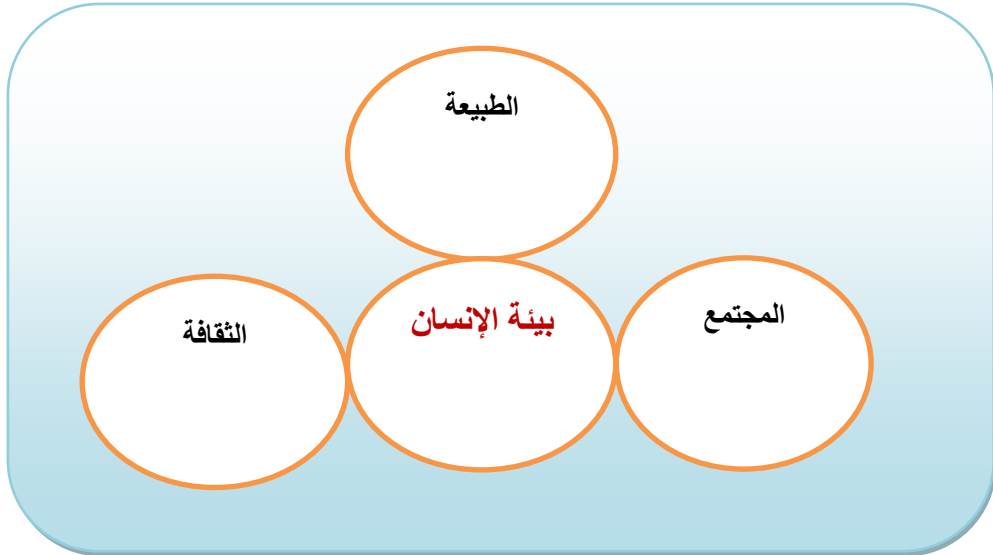 الطبيعة
المجتمع
بيئة الإنسان
الثقافة